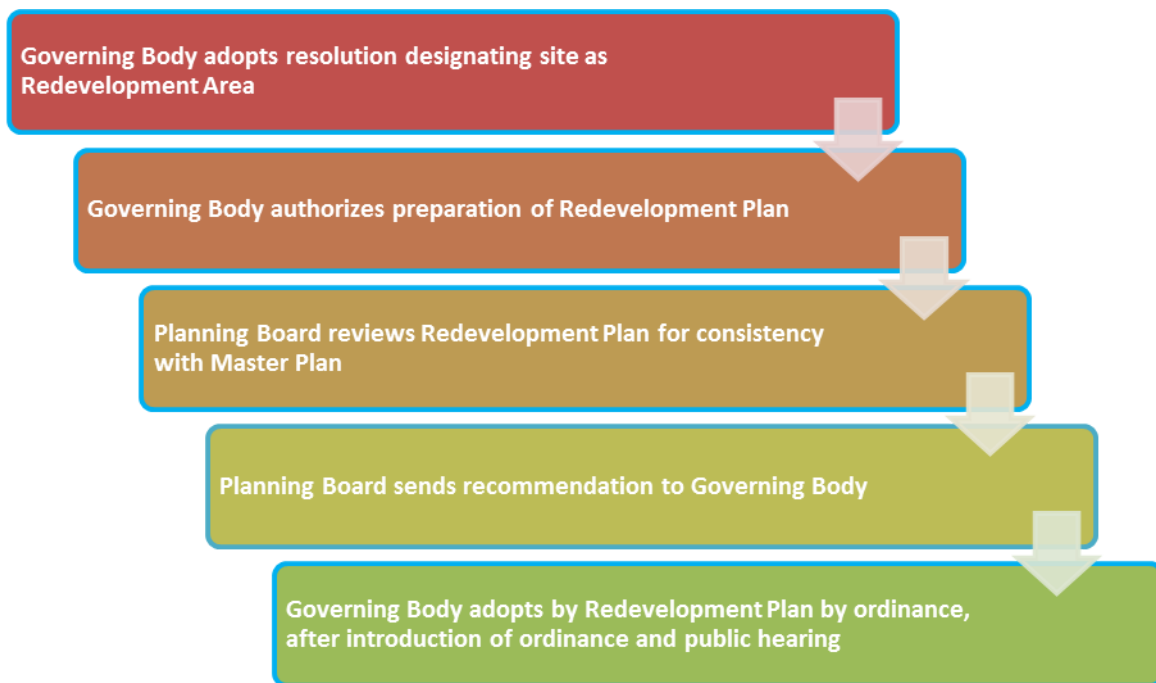 Governing Body adopts resolution designating site as
Redevelopment Area
Governing Body authorizes preparation of Redevelopment Plan
Planning Board reviews Redevelopment Plan for consistency
with Master Plan
Planning Board sends recommendation to Governing Body
Governing Body adopts by Redevelopment Plan by ordinance,
after introduction of ordinance and public hearing